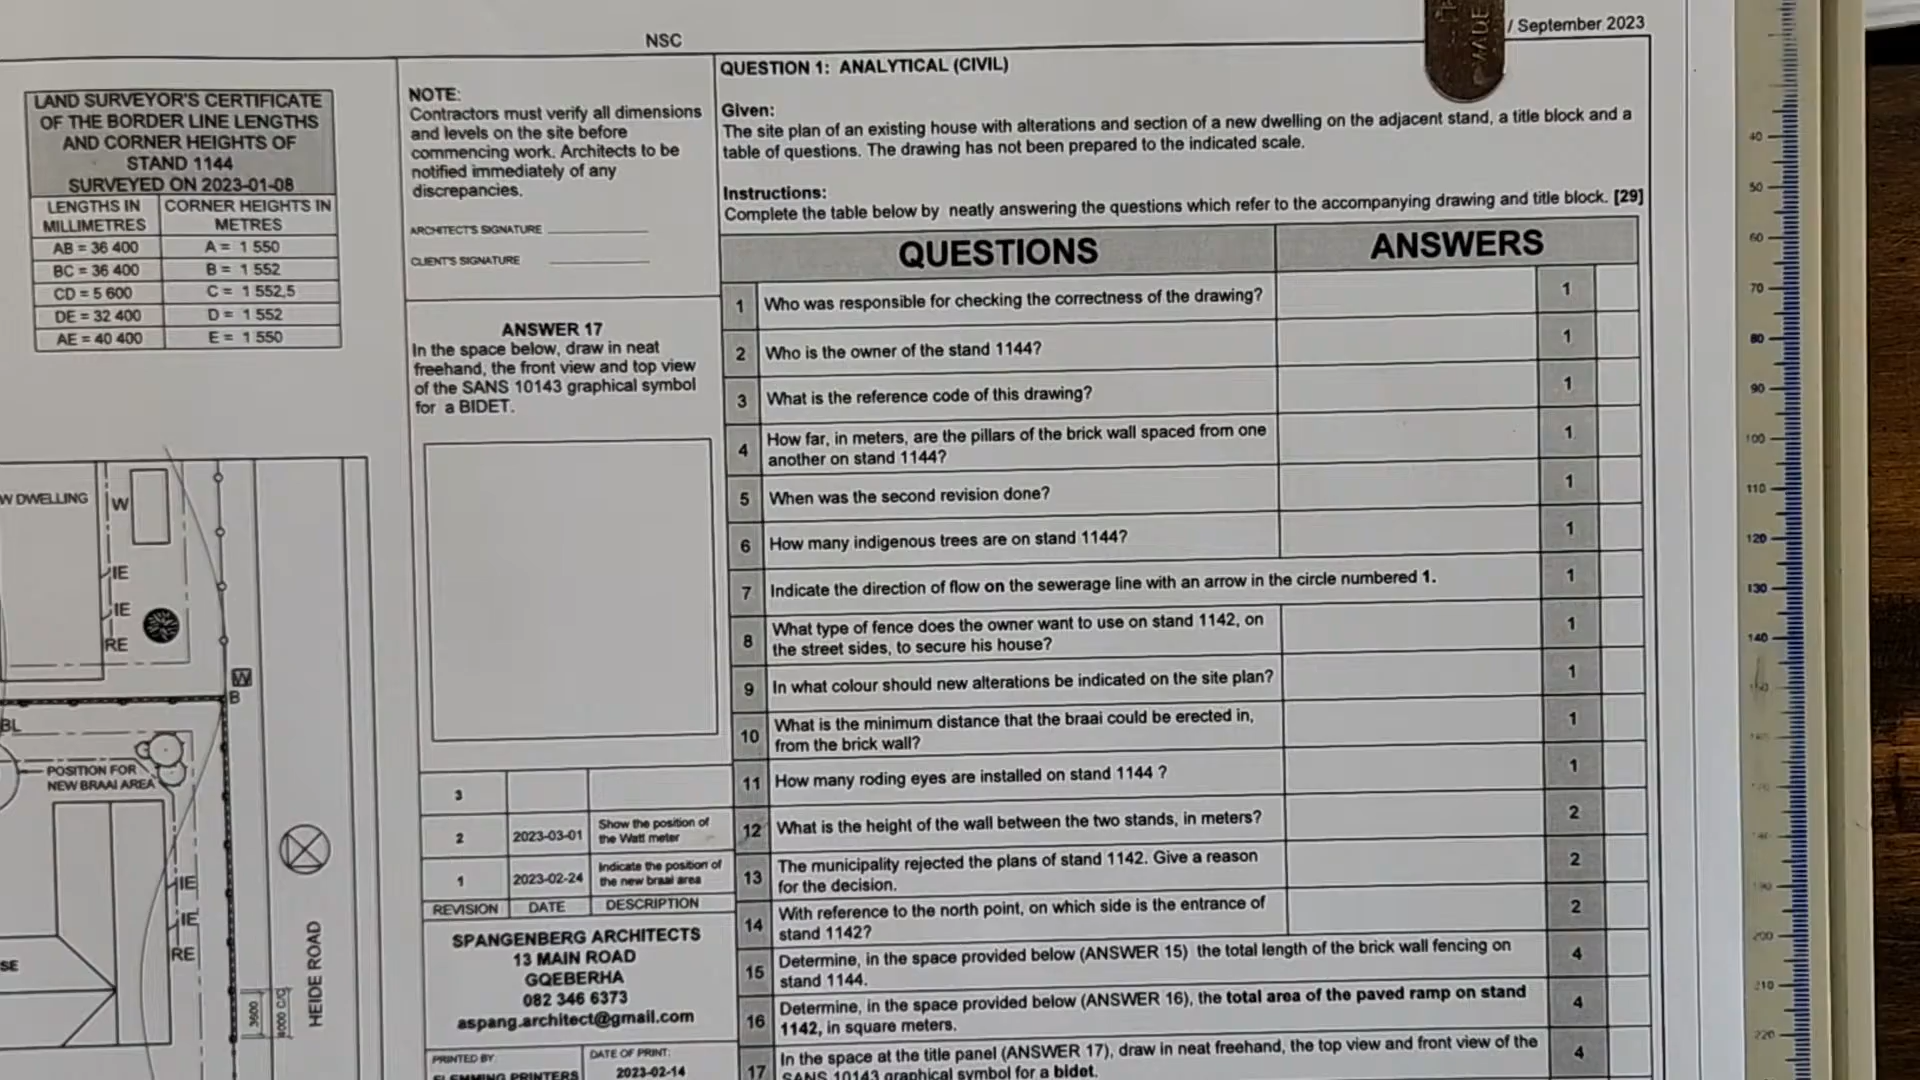 NSC
/ September 2023
LAND SURVEYOR'S CERTIFICATE
OF THE BORDER LINE LENGTHS
AND CORNER HEIGHTS OF
STAND 1144
SURVEYED ON 2023-01-08
LENGTHS IN MILLIMETRES CORNER HEIGHTS IN METRES
AB = 36 400 A = 1 550
BC = 36 400 B = 1 552
CD = 5 600 C = 1 552,5
DE = 32 400 D = 1 552
AE = 40 400 E = 1 550
W DWELLING
W
IE
IE
RE
W
B
BL
POSITION FOR
NEW BRAAI AREA
IE
IE
RE
SE
3600
4000 C/C
HEIDE ROAD
NOTE:
Contractors must verify all dimensions
and levels on the site before
commencing work. Architects to be
notified immediately of any
discrepancies.
ARCHITECT'S SIGNATURE
CLIENT'S SIGNATURE
ANSWER 17
In the space below, draw in neat
freehand, the front view and top view
of the SANS 10143 graphical symbol
for a BIDET.
3
2 2023-03-01 Show the position of the Watt meter
1 2023-02-24 Indicate the position of the new braai area
REVISION DATE DESCRIPTION
SPANGENBERG ARCHITECTS
13 MAIN ROAD
GQEBERHA
082 346 6373
aspang.architect@gmail.com
PRINTED BY: DATE OF PRINT:
FLEMMING PRINTERS 2023-02-14
QUESTION 1: ANALYTICAL (CIVIL)
Given:
The site plan of an existing house with alterations and section of a new dwelling on the adjacent stand, a title block and a
table of questions. The drawing has not been prepared to the indicated scale.
Instructions:
Complete the table below by neatly answering the questions which refer to the accompanying drawing and title block. [29]
QUESTIONS ANSWERS
1 Who was responsible for checking the correctness of the drawing? 1
2 Who is the owner of the stand 1144? 1
3 What is the reference code of this drawing? 1
4 How far, in meters, are the pillars of the brick wall spaced from one
another on stand 1144? 1
5 When was the second revision done? 1
6 How many indigenous trees are on stand 1144? 1
7 Indicate the direction of flow on the sewerage line with an arrow in the circle numbered 1. 1
8 What type of fence does the owner want to use on stand 1142, on
the street sides, to secure his house? 1
9 In what colour should new alterations be indicated on the site plan? 1
10 What is the minimum distance that the braai could be erected in,
from the brick wall? 1
11 How many roding eyes are installed on stand 1144 ? 1
12 What is the height of the wall between the two stands, in meters? 2
13 The municipality rejected the plans of stand 1142. Give a reason
for the decision. 2
14 With reference to the north point, on which side is the entrance of
stand 1142? 2
15 Determine, in the space provided below (ANSWER 15) the total length of the brick wall fencing on
stand 1144. 4
16 Determine, in the space provided below (ANSWER 16), the total area of the paved ramp on stand
1142, in square meters. 4
17 In the space at the title panel (ANSWER 17), draw in neat freehand, the top view and front view of the
SANS 10143 graphical symbol for a bidet. 4
40
50
60
70
80
90
100
110
120
130
140
200
210
220